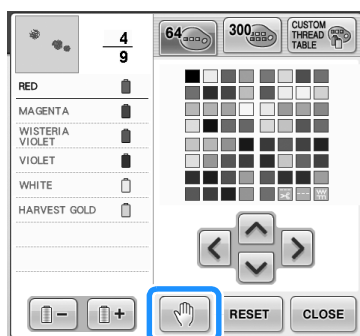 4
9
64
300
CUSTOM
THREAD
TABLE
RED
MAGENTA
WISTERIA
VIOLET
VIOLET
WHITE
HARVEST GOLD
RESET
CLOSE